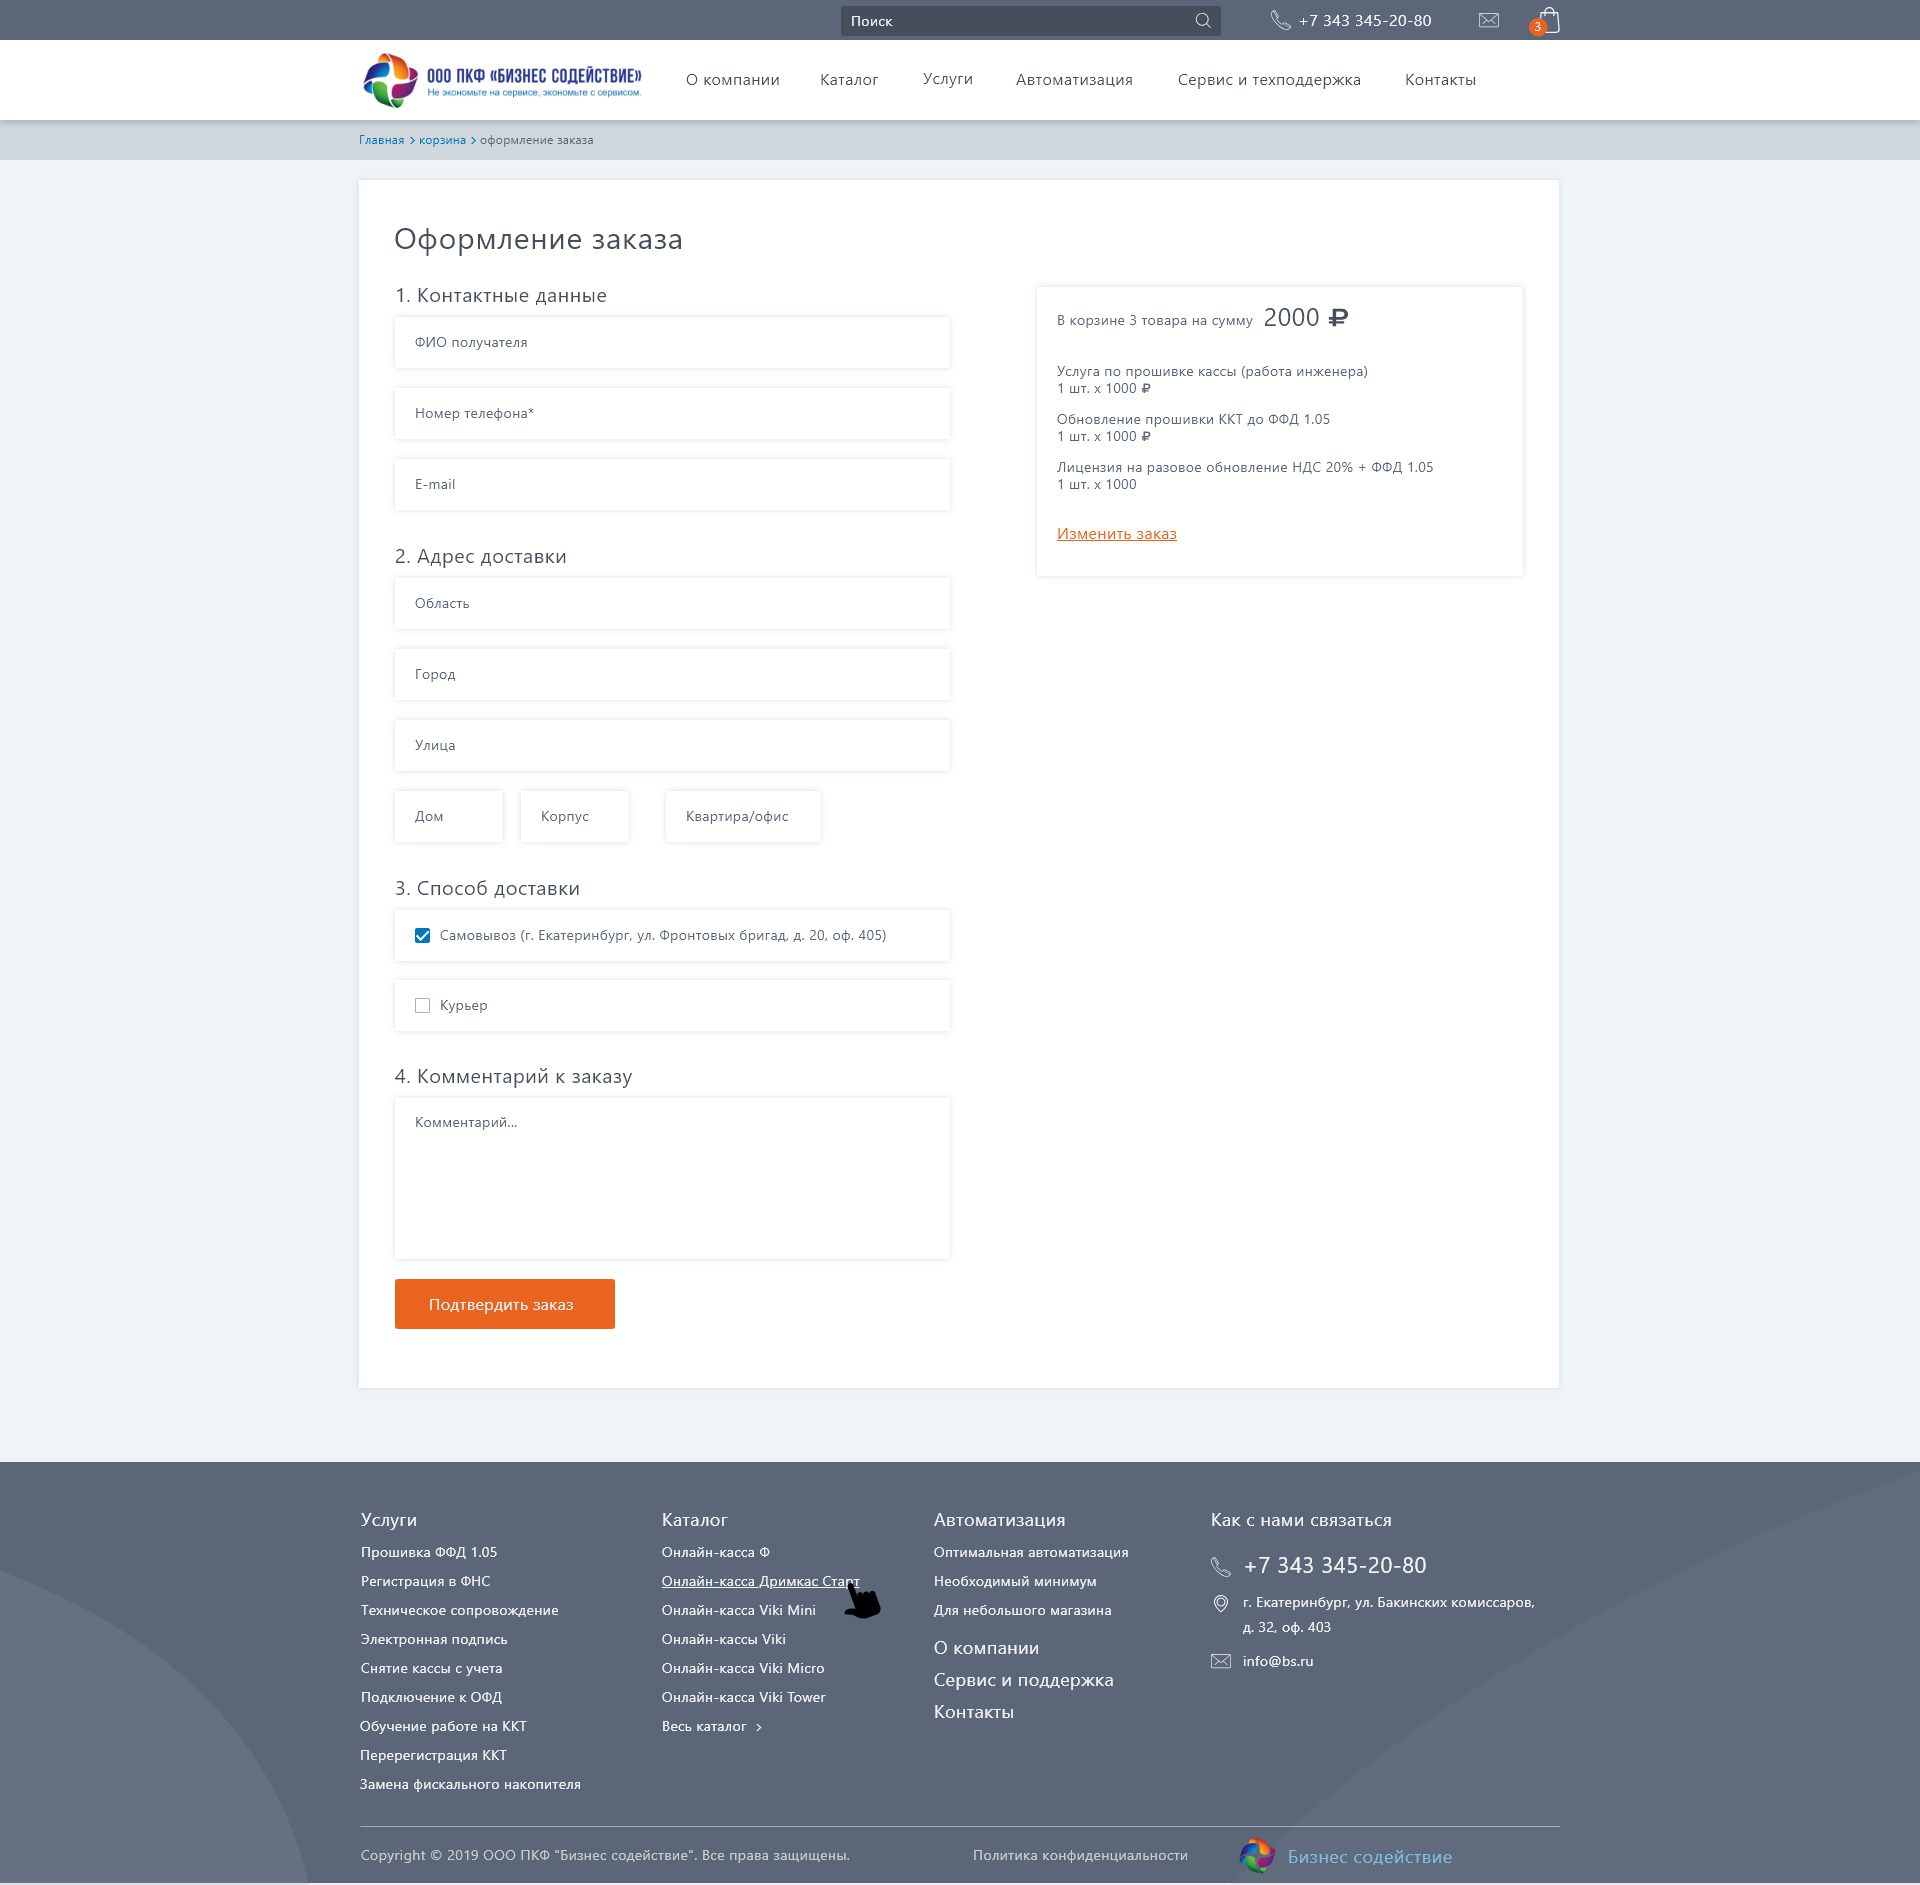 Поиск
+7 343 345-20-80
3
ООО ПКФ «БИЗНЕС СОДЕЙСТВИЕ»
Не экономьте на сервисе, экономьте с сервисом.
О компании
Каталог
Услуги
Автоматизация
Сервис и техподдержка
Контакты
Главная > корзина > оформление заказа
Оформление заказа
1. Контактные данные
ФИО получателя
Номер телефона*
E-mail
2. Адрес доставки
Область
Город
Улица
Дом
Корпус
Квартира/офис
3. Способ доставки
Самовывоз (г. Екатеринбург, ул. Фронтовых бригад, д. 20, оф. 405)
Курьер
4. Комментарий к заказу
Комментарий...
Подтвердить заказ
В корзине 3 товара на сумму 2000 ₽
Услуга по прошивке кассы (работа инженера)
1 шт. х 1000 ₽
Обновление прошивки ККТ до ФФД 1.05
1 шт. х 1000 ₽
Лицензия на разовое обновление НДС 20% + ФФД 1.05
1 шт. х 1000
Изменить заказ
Услуги
Прошивка ФФД 1.05
Регистрация в ФНС
Техническое сопровождение
Электронная подпись
Снятие кассы с учета
Подключение к ОФД
Обучение работе на ККТ
Перерегистрация ККТ
Замена фискального накопителя
Каталог
Онлайн-касса Ф
Онлайн-касса Дримкас Старт
Онлайн-касса Viki Mini
Онлайн-кассы Viki
Онлайн-касса Viki Micro
Онлайн-касса Viki Tower
Весь каталог >
Автоматизация
Оптимальная автоматизация
Необходимый минимум
Для небольшого магазина
О компании
Сервис и поддержка
Контакты
Как с нами связаться
+7 343 345-20-80
г. Екатеринбург, ул. Бакинских комиссаров,
д. 32, оф. 403
info@bs.ru
Copyright © 2019 ООО ПКФ "Бизнес содействие". Все права защищены.
Политика конфиденциальности
Бизнес содействие